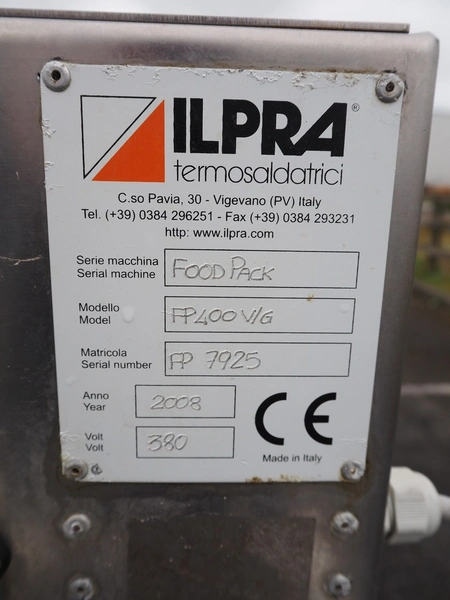 ILPRA®
termosaldatrici
C.so Pavia, 30 - Vigevano (PV) Italy
Tel. (+39) 0384 296251 - Fax (+39) 0384 293231
http: www.ilpra.com
Serie macchina
Serial machine
FOOD PACK
Modello
Model
FP400 V/G
Matricola
Serial number
FP 7925
Anno
Year
2008
Volt
Volt
380
CE
Made in Italy